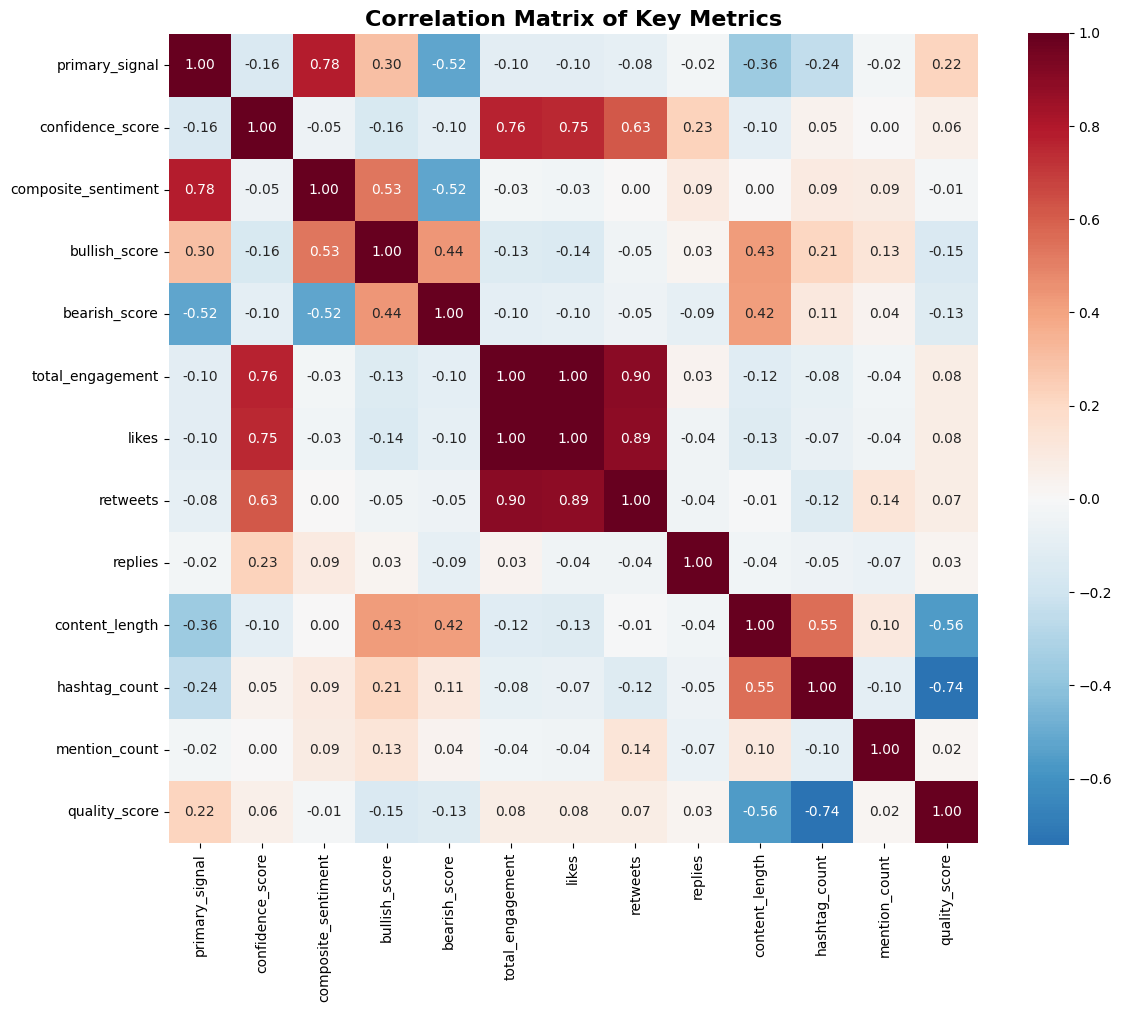 Correlation Matrix of Key Metrics
primary_signal 1.00 -0.16 0.78 0.30 -0.52 -0.10 -0.10 -0.08 -0.02 -0.36 -0.24 -0.02 0.22
confidence_score -0.16 1.00 -0.05 -0.16 -0.10 0.76 0.75 0.63 0.23 -0.10 0.05 0.00 0.06
composite_sentiment 0.78 -0.05 1.00 0.53 -0.52 -0.03 -0.03 0.00 0.09 0.00 0.09 0.09 -0.01
bullish_score 0.30 -0.16 0.53 1.00 0.44 -0.13 -0.14 -0.05 0.03 0.43 0.21 0.13 -0.15
bearish_score -0.52 -0.10 -0.52 0.44 1.00 -0.10 -0.10 -0.05 -0.09 0.42 0.11 0.04 -0.13
total_engagement -0.10 0.76 -0.03 -0.13 -0.10 1.00 1.00 0.90 0.03 -0.12 -0.08 -0.04 0.08
likes -0.10 0.75 -0.03 -0.14 -0.10 1.00 1.00 0.89 -0.04 -0.13 -0.07 -0.04 0.08
retweets -0.08 0.63 0.00 -0.05 -0.05 0.90 0.89 1.00 -0.04 -0.01 -0.12 0.14 0.07
replies -0.02 0.23 0.09 0.03 -0.09 0.03 -0.04 -0.04 1.00 -0.04 -0.05 -0.07 0.03
content_length -0.36 -0.10 0.00 0.43 0.42 -0.12 -0.13 -0.01 -0.04 1.00 0.55 0.10 -0.56
hashtag_count -0.24 0.05 0.09 0.21 0.11 -0.08 -0.07 -0.12 -0.05 0.55 1.00 -0.10 -0.74
mention_count -0.02 0.00 0.09 0.13 0.04 -0.04 -0.04 0.14 -0.07 0.10 -0.10 1.00 0.02
quality_score 0.22 0.06 -0.01 -0.15 -0.13 0.08 0.08 0.07 0.03 -0.56 -0.74 0.02 1.00
primary_signal
confidence_score
composite_sentiment
bullish_score
bearish_score
total_engagement
likes
retweets
replies
content_length
hashtag_count
mention_count
quality_score
1.0
0.8
0.6
0.4
0.2
0.0
−0.2
−0.4
−0.6